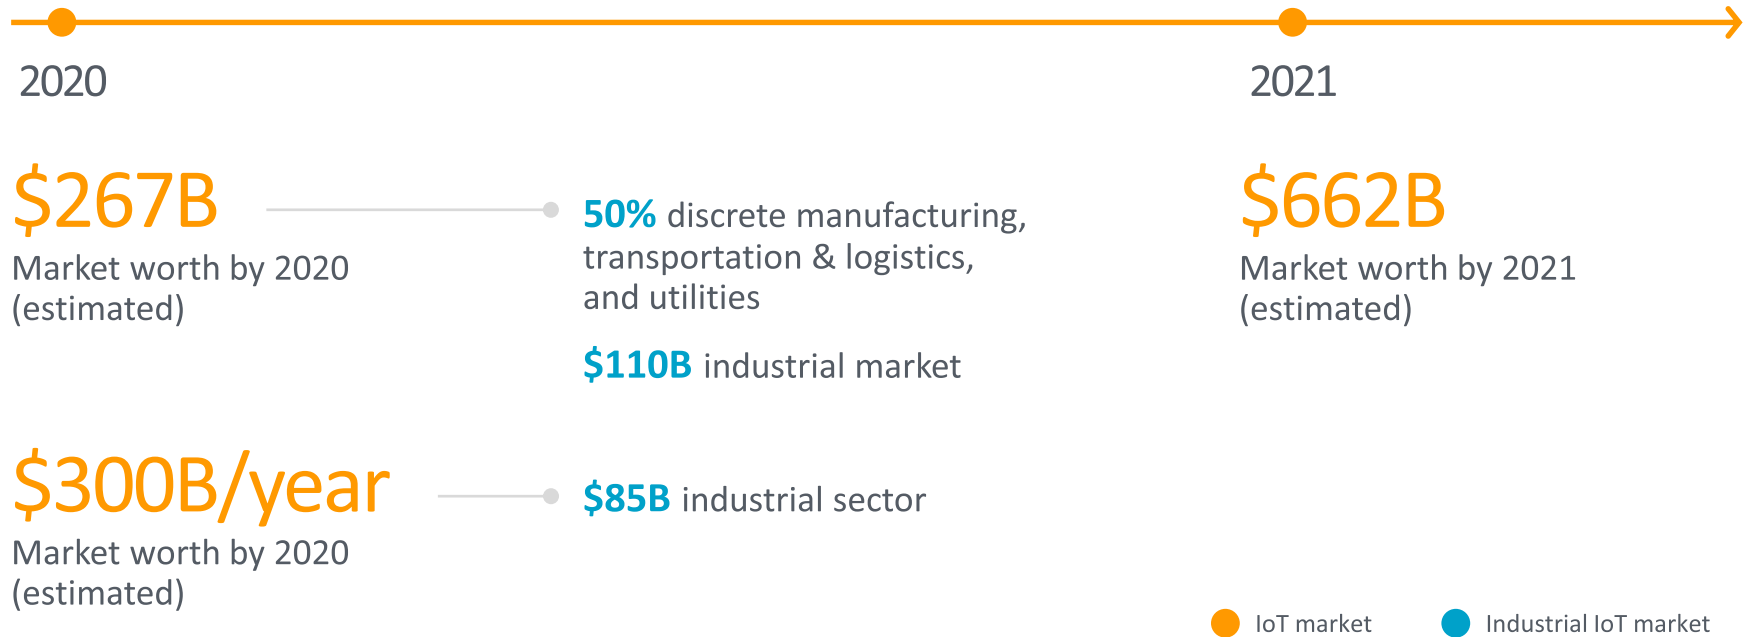 2020
2021
$267B
Market worth by 2020
(estimated)
50% discrete manufacturing,
transportation & logistics,
and utilities
$110B industrial market
$662B
Market worth by 2021
(estimated)
$300B/year
Market worth by 2020
(estimated)
$85B industrial sector
IoT market
Industrial IoT market